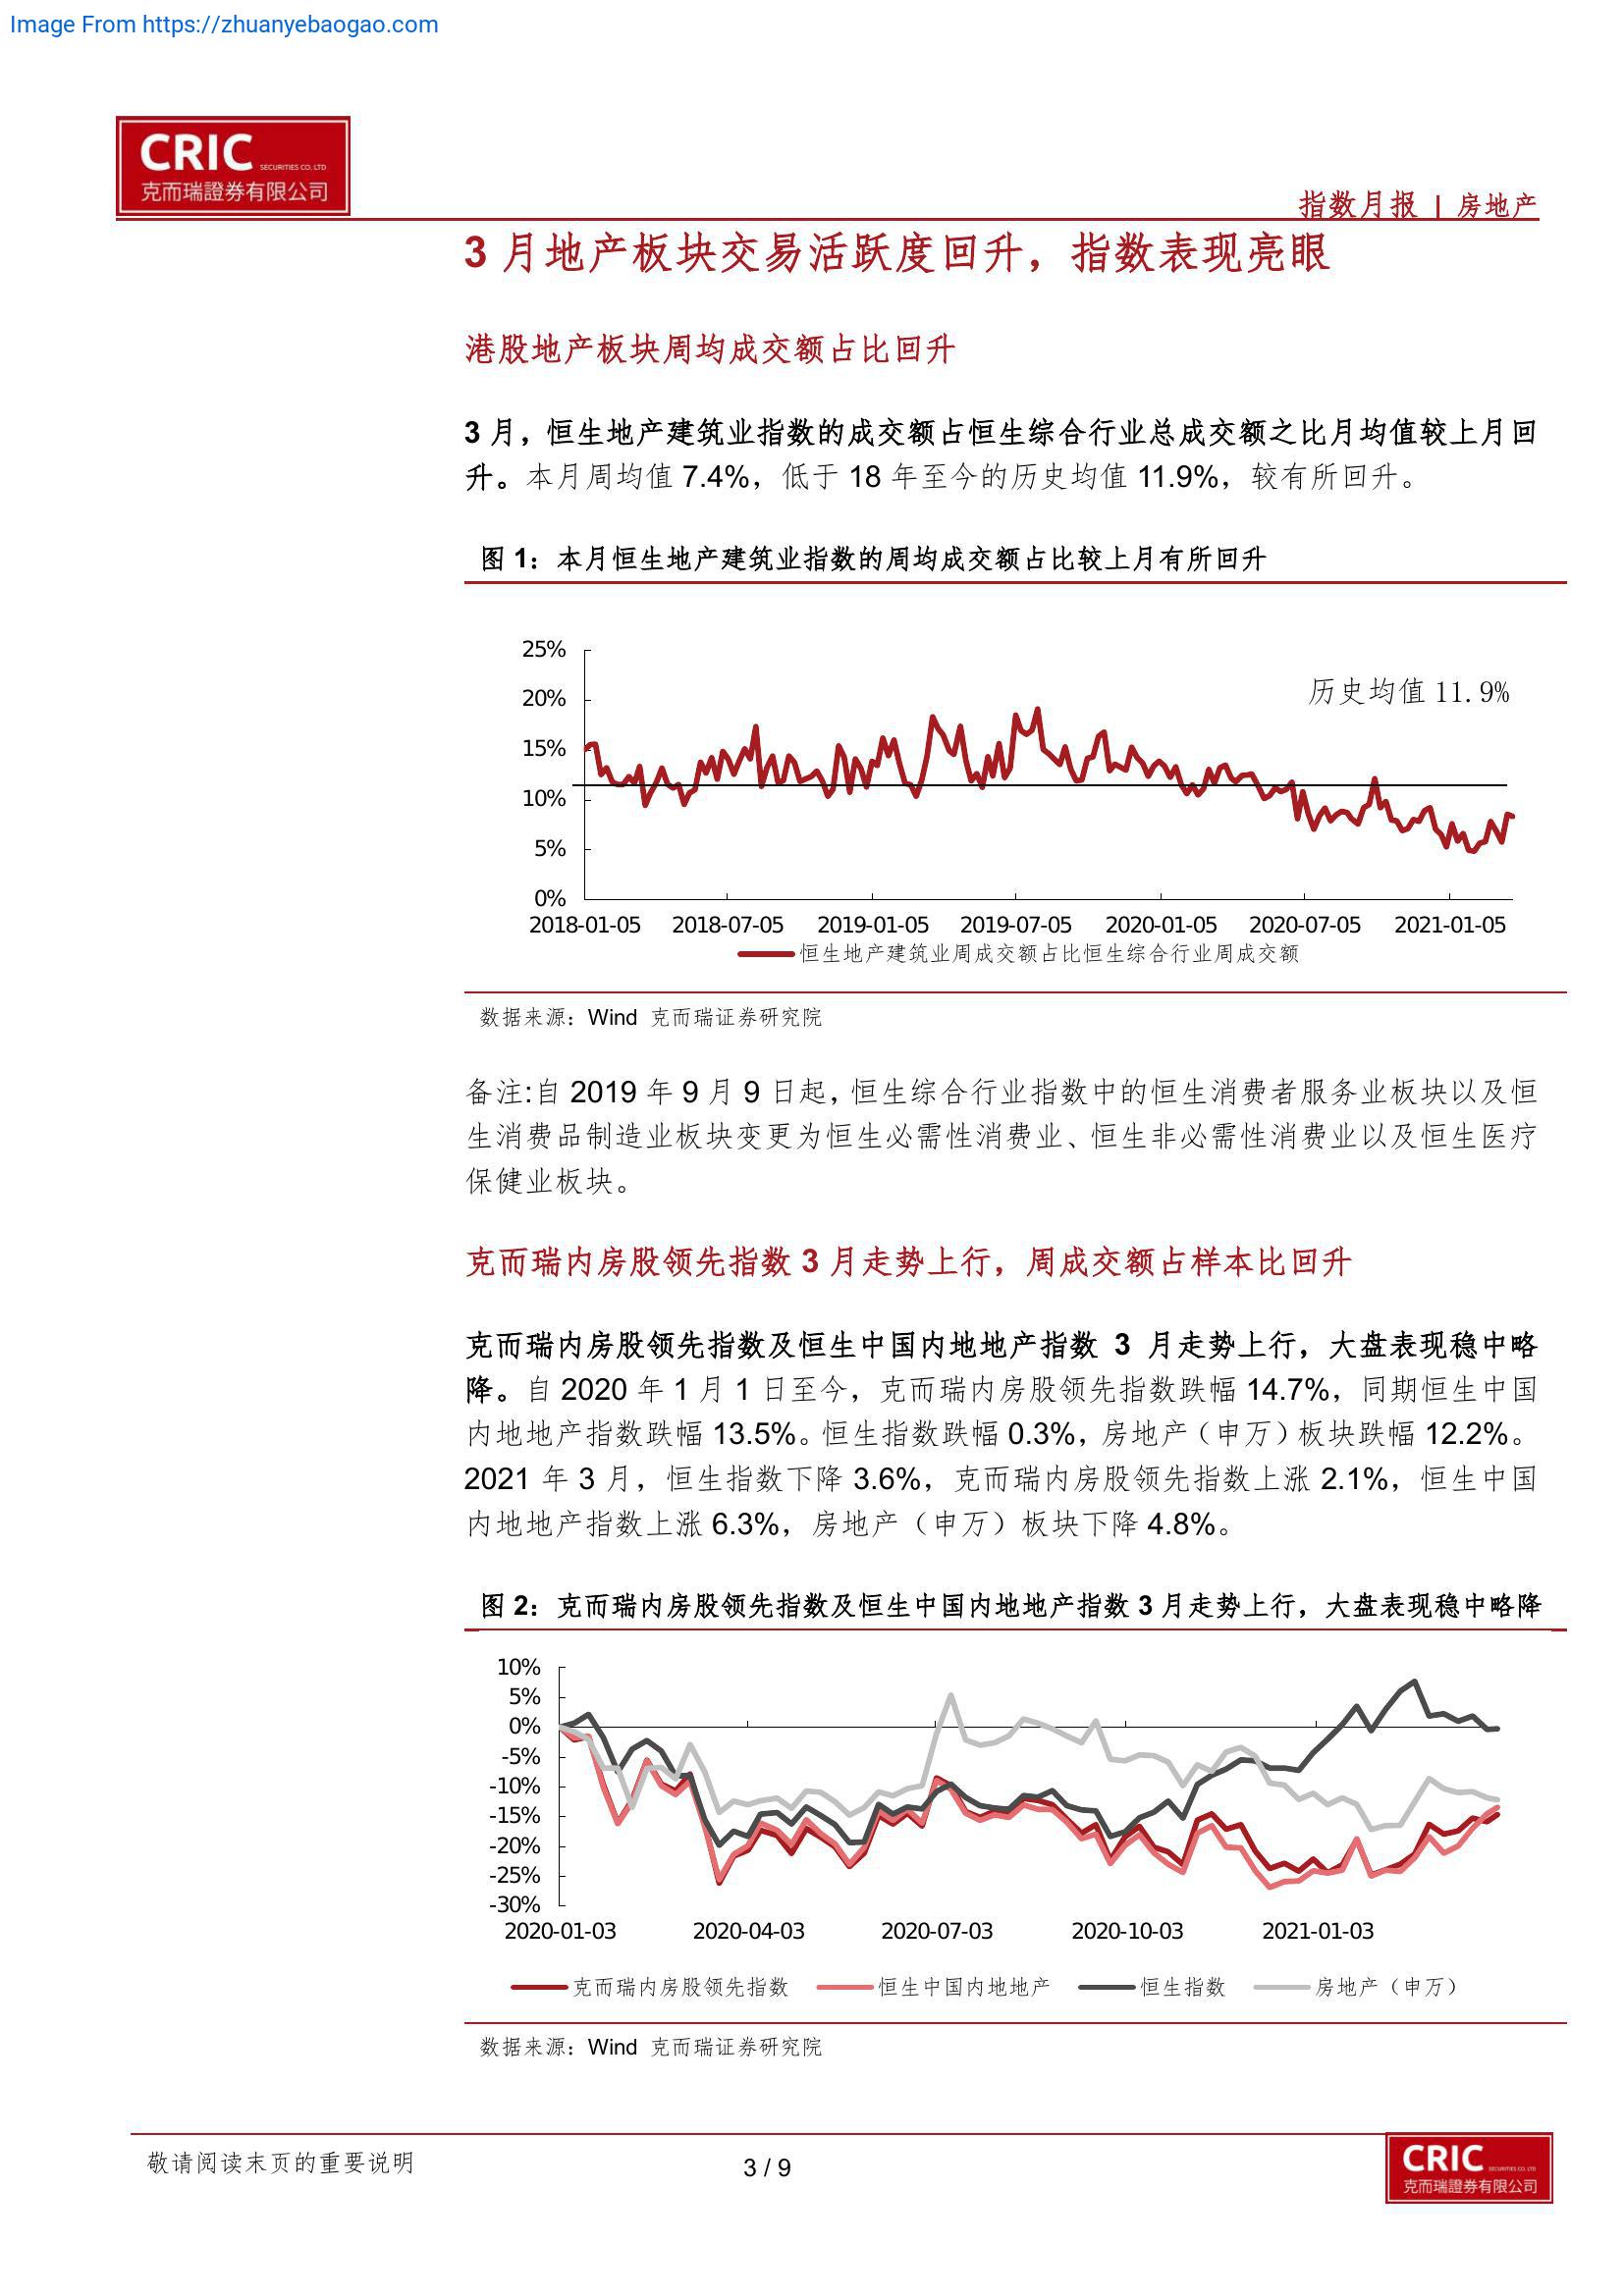 Image From https://zhuanyebaogao.com
CRIC SECURITIES CO. LTD
克而瑞證券有限公司
指数月报 | 房地产
3 月地产板块交易活跃度回升，指数表现亮眼
港股地产板块周均成交额占比回升
3 月，恒生地产建筑业指数的成交额占恒生综合行业总成交额之比月均值较上月回
升。本月周均值 7.4%，低于 18 年至今的历史均值 11.9%，较有所回升。
图 1：本月恒生地产建筑业指数的周均成交额占比较上月有所回升
25%
20%
15%
10%
5%
0%
历史均值 11.9%
2018-01-05 2018-07-05 2019-01-05 2019-07-05 2020-01-05 2020-07-05 2021-01-05
恒生地产建筑业周成交额占比恒生综合行业周成交额
数据来源：Wind 克而瑞证券研究院
备注:自 2019 年 9 月 9 日起，恒生综合行业指数中的恒生消费者服务业板块以及恒
生消费品制造业板块变更为恒生必需性消费业、恒生非必需性消费业以及恒生医疗
保健业板块。
克而瑞内房股领先指数 3 月走势上行，周成交额占样本比回升
克而瑞内房股领先指数及恒生中国内地地产指数 3 月走势上行，大盘表现稳中略
降。自 2020 年 1 月 1 日至今，克而瑞内房股领先指数跌幅 14.7%，同期恒生中国
内地地产指数跌幅 13.5%。恒生指数跌幅 0.3%，房地产（申万）板块跌幅 12.2%。
2021 年 3 月，恒生指数下降 3.6%，克而瑞内房股领先指数上涨 2.1%，恒生中国
内地地产指数上涨 6.3%，房地产（申万）板块下降 4.8%。
图 2：克而瑞内房股领先指数及恒生中国内地地产指数 3 月走势上行，大盘表现稳中略降
10%
5%
0%
-5%
-10%
-15%
-20%
-25%
-30%
2020-01-03 2020-04-03 2020-07-03 2020-10-03 2021-01-03
克而瑞内房股领先指数 恒生中国内地地产 恒生指数 房地产（申万）
数据来源：Wind 克而瑞证券研究院
敬请阅读末页的重要说明
3 / 9
CRIC SECURITIES CO. LTD
克而瑞證券有限公司